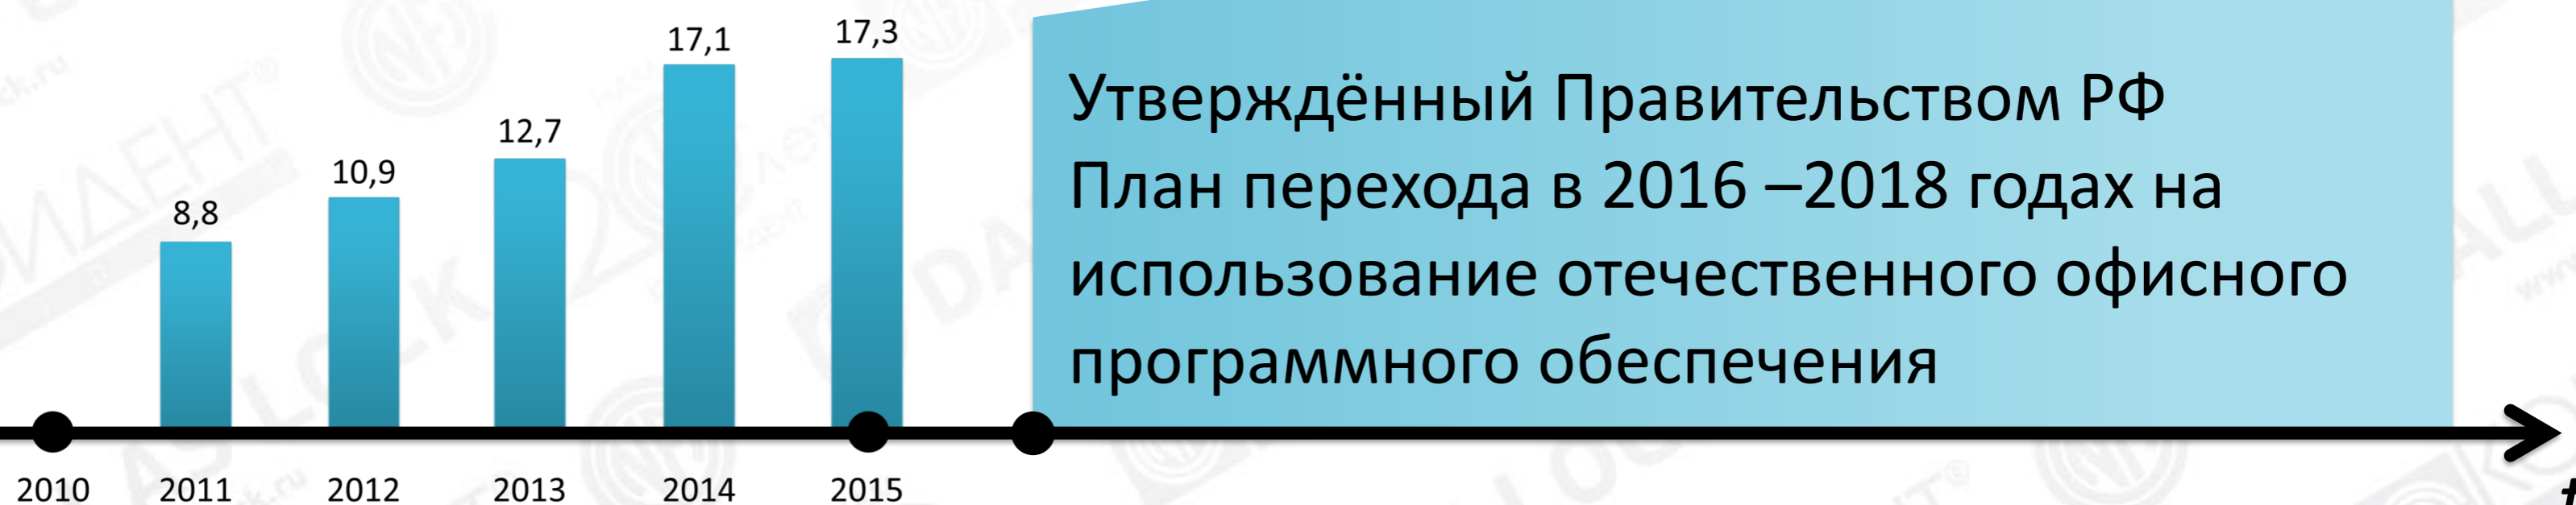 17,3
17,1
12,7
10,9
8,8
Утверждённый Правительством РФ
План перехода в 2016 –2018 годах на
использование отечественного офисного
программного обеспечения
2010 2011 2012 2013 2014 2015
t